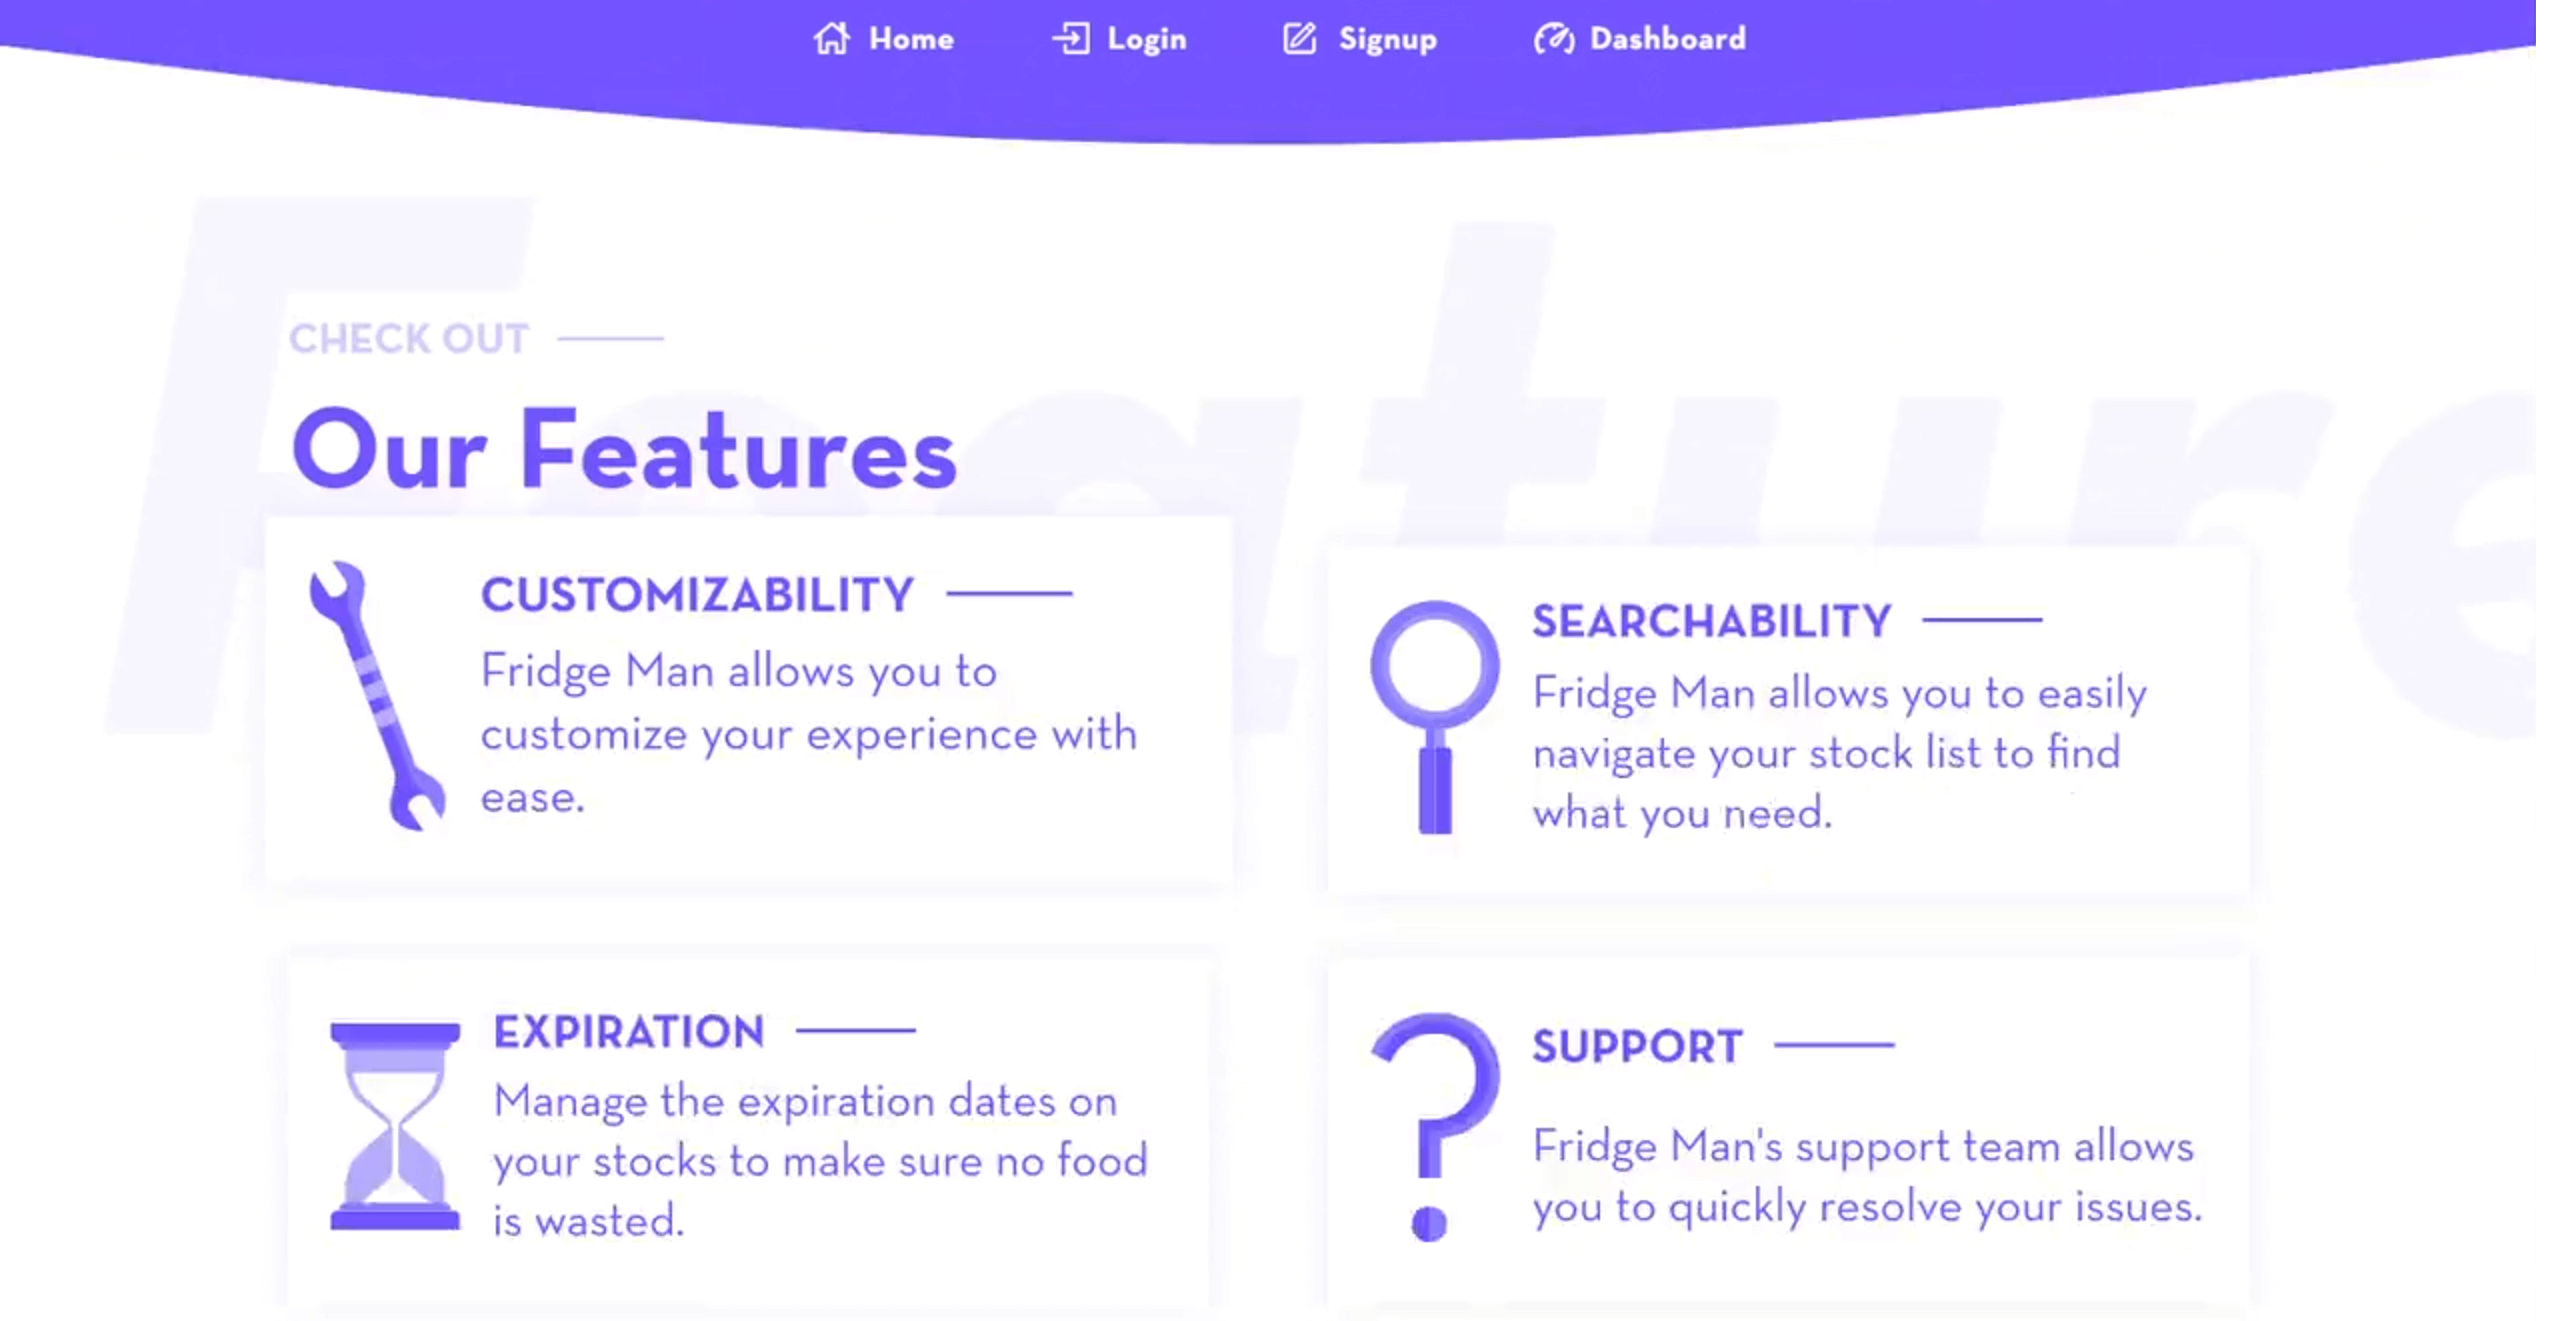 Home Login Signup Dashboard
Feature
CHECK OUT
Our Features
CUSTOMIZABILITY
Fridge Man allows you to
customize your experience with
ease.
SEARCHABILITY
Fridge Man allows you to easily
navigate your stock list to find
what you need.
EXPIRATION
Manage the expiration dates on
your stocks to make sure no food
is wasted.
SUPPORT
Fridge Man's support team allows
you to quickly resolve your issues.